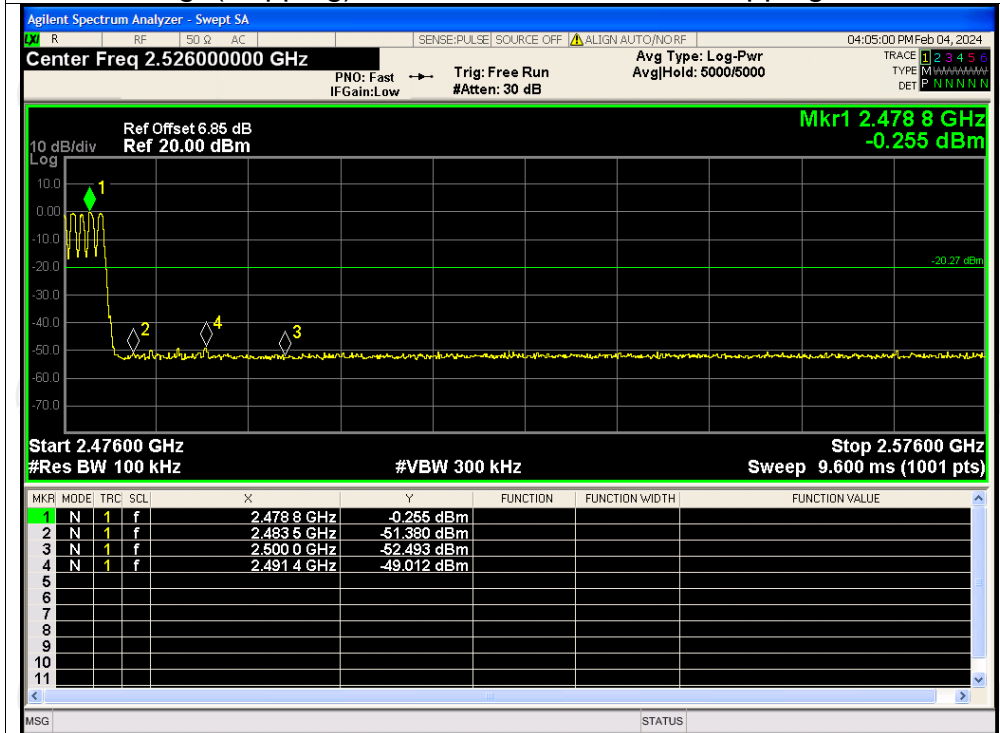 Agilent Spectrum Analyzer - Swept SA
LXI R RF 50 Ω AC SENSE:PULSE SOURCE OFF ALIGN AUTO/NO RF 04:05:00 PM Feb 04, 2024
Center Freq 2.526000000 GHz
PNO: Fast Trig: Free Run Avg Type: Log-Pwr TRACE 1 2 3 4 5 6
IFGain:Low #Atten: 30 dB Avg|Hold: 5000/5000 TYPE M
DET P N N N N N
Mkr1 2.478 8 GHz
-0.255 dBm
Ref Offset 6.85 dB
10 dB/div Ref 20.00 dBm
Log
10.0
0.00
-10.0
-20.0
-30.0
-40.0
-50.0
-60.0
-70.0
1
2
4
3
-20.27 dBm
Start 2.47600 GHz Stop 2.57600 GHz
#Res BW 100 kHz #VBW 300 kHz Sweep 9.600 ms (1001 pts)
MKR MODE TRC SCL X Y FUNCTION FUNCTION WIDTH FUNCTION VALUE
1 N 1 f 2.478 8 GHz -0.255 dBm
2 N 1 f 2.483 5 GHz -51.380 dBm
3 N 1 f 2.500 0 GHz -52.493 dBm
4 N 1 f 2.491 4 GHz -49.012 dBm
5
6
7
8
9
10
11
MSG STATUS